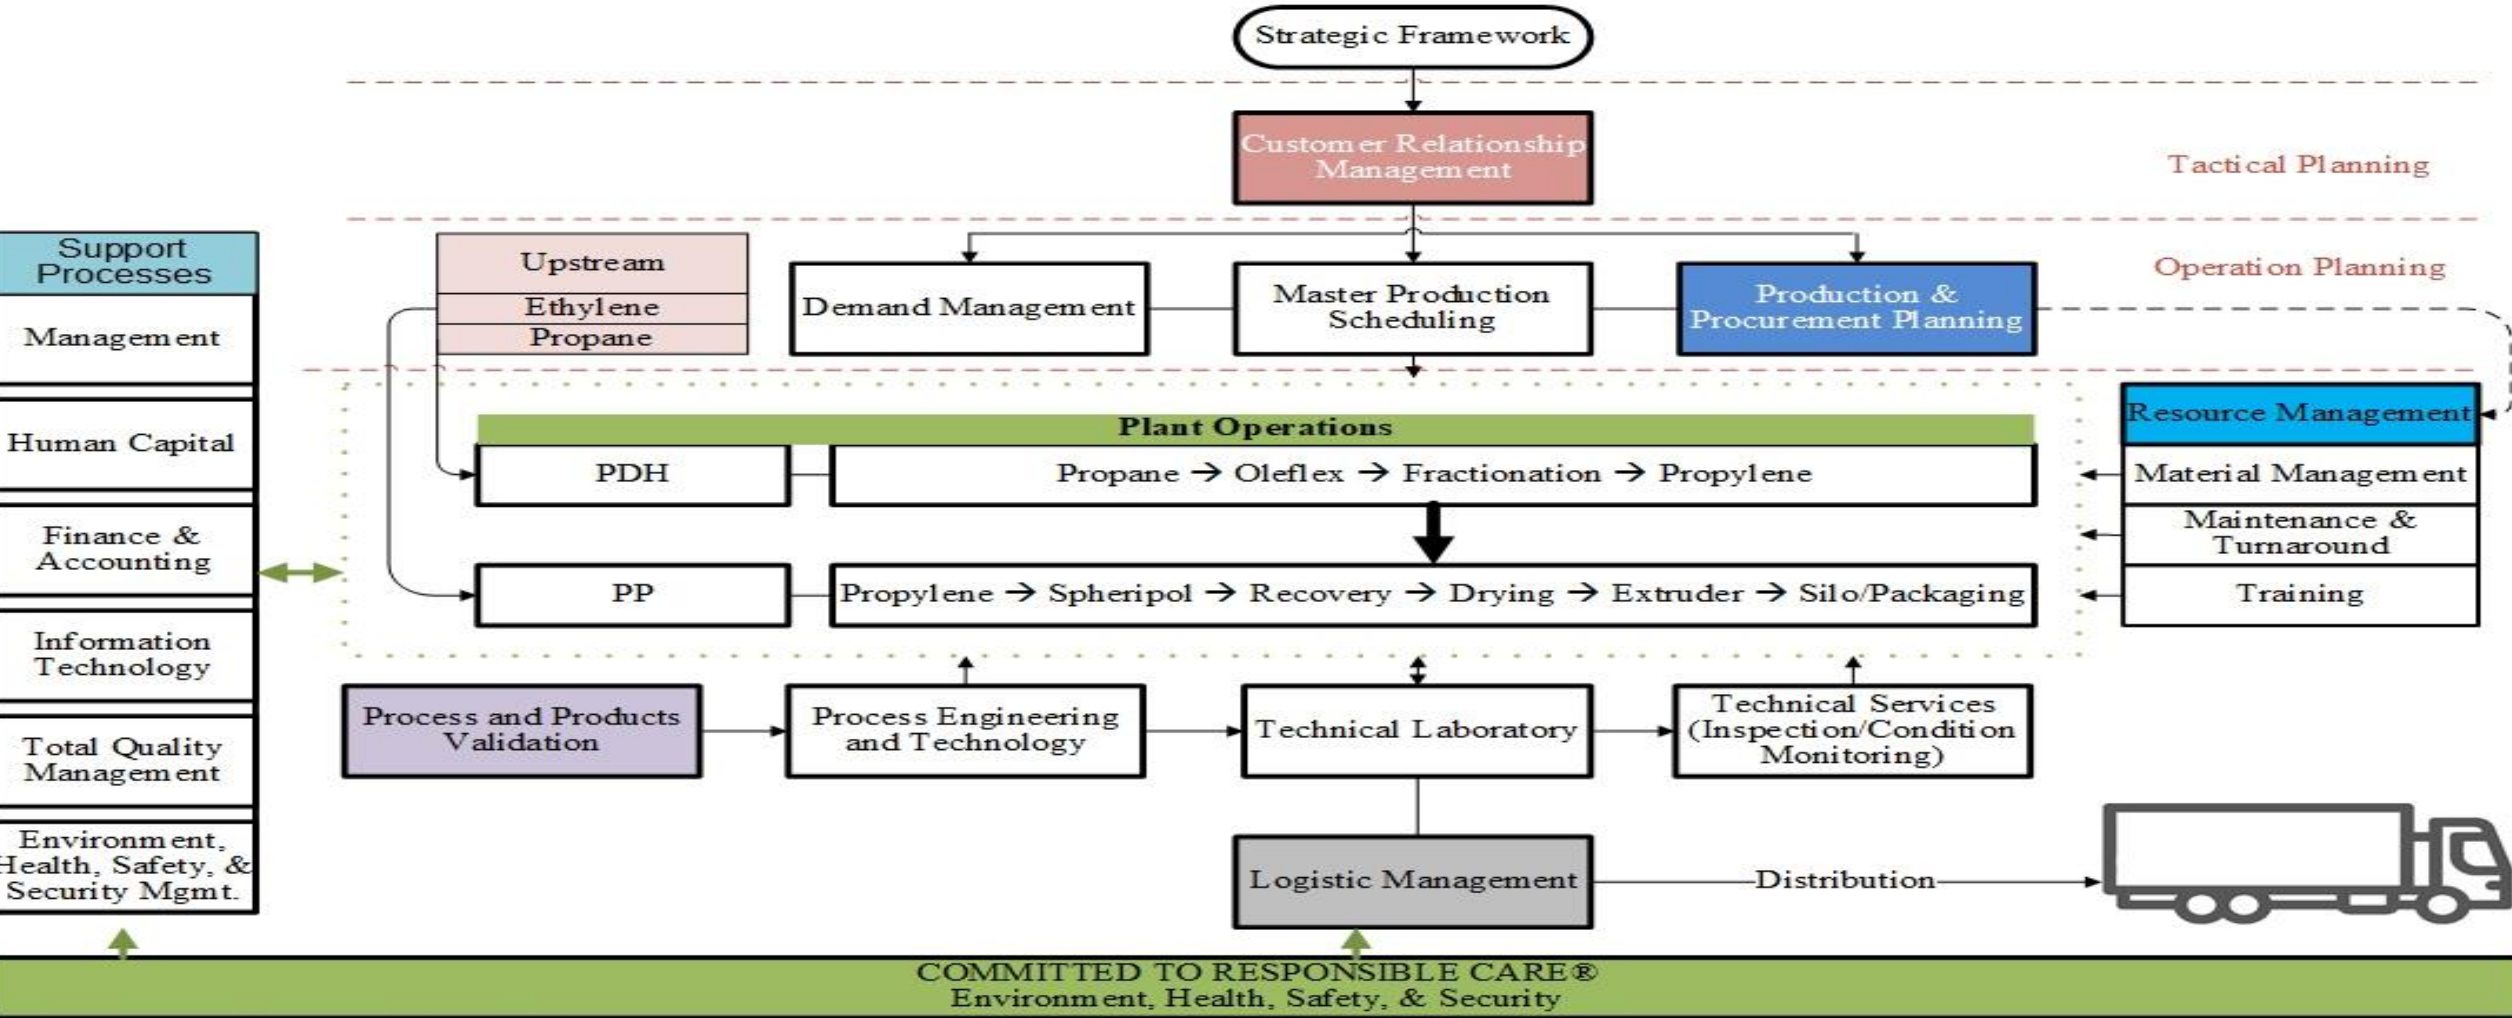 Strategic Framework
Customer Relationship
Management
Tactical Planning
Support
Processes
Management
Human Capital
Finance &
Accounting
Information
Technology
Total Quality
Management
Environment,
Health, Safety, &
Security Mgmt.
Upstream
Ethylene
Propane
Demand Management
Master Production
Scheduling
Production &
Procurement Planning
Operation Planning
Plant Operations
PDH
Propane → Oleflex → Fractionation → Propylene
PP
Propylene → Spheripol → Recovery → Drying → Extruder → Silo/Packaging
Resource Management
Material Management
Maintenance &
Turnaround
Training
Process and Products
Validation
Process Engineering
and Technology
Technical Laboratory
Technical Services
(Inspection/Condition
Monitoring)
Logistic Management
Distribution
COMMITTED TO RESPONSIBLE CARE®
Environment, Health, Safety, & Security